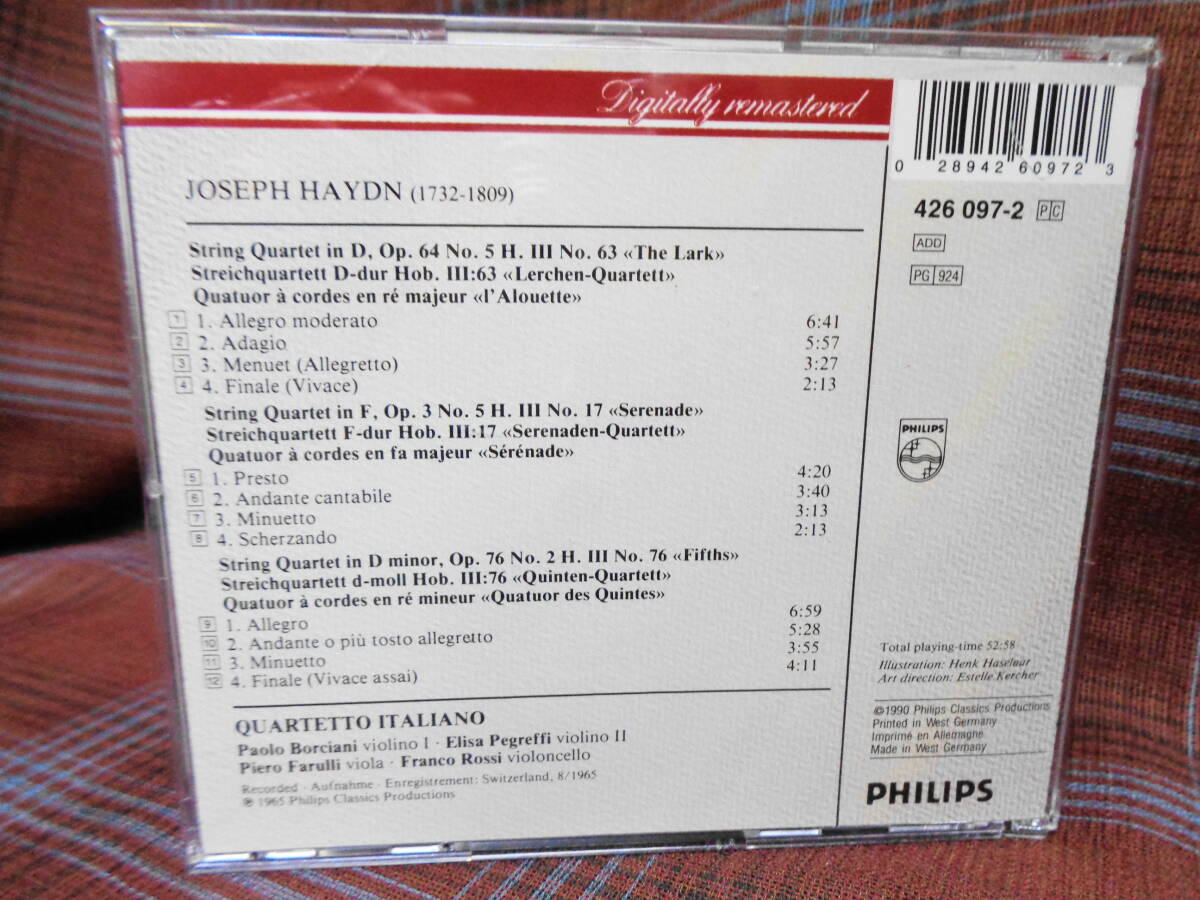 Digitally remastered
0 28942 60972 3
426 097-2 PC
ADD
PG 924
JOSEPH HAYDN (1732-1809)
String Quartet in D, Op. 64 No. 5 H. III No. 63 «The Lark»
Streichquartett D-dur Hob. III:63 «Lerchen-Quartett»
Quatuor à cordes en ré majeur «l'Alouette»
1 1. Allegro moderato 6:41
2 2. Adagio 5:57
3 3. Menuet (Allegretto) 3:27
4 4. Finale (Vivace) 2:13
String Quartet in F, Op. 3 No. 5 H. III No. 17 «Serenade»
Streichquartett F-dur Hob. III:17 «Serenaden-Quartett»
Quatuor à cordes en fa majeur «Sérénade»
5 1. Presto 4:20
6 2. Andante cantabile 3:40
7 3. Minuetto 3:13
8 4. Scherzando 2:13
String Quartet in D minor, Op. 76 No. 2 H. III No. 76 «Fifths»
Streichquartett d-moll Hob. III:76 «Quinten-Quartett»
Quatuor à cordes en ré mineur «Quatuor des Quintes»
9 1. Allegro 6:59
10 2. Andante o più tosto allegretto 5:28
11 3. Minuetto 3:55
12 4. Finale (Vivace assai) 4:11
QUARTETTO ITALIANO
Paolo Borciani violino I · Elisa Pegreffi violino II
Piero Farulli viola · Franco Rossi violoncello
Recorded · Aufnahme · Enregistrement: Switzerland, 8/1965
℗ 1965 Philips Classics Productions
PHILIPS
Total playing-time 52:58
Illustration: Henk Haselaar
Art direction: Estelle Kercher
©1990 Philips Classics Productions
Printed in West Germany
Imprimé en Allemagne
Made in West Germany
PHILIPS